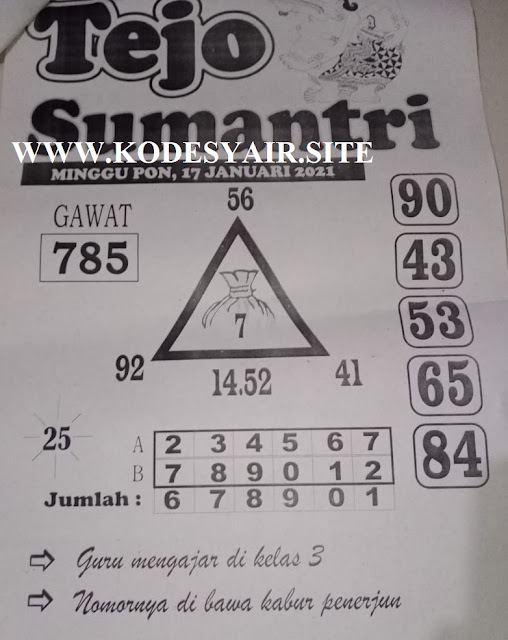 Tejo
Sumantri
WWW.KODESYAIR.SITE
MINGGU PON, 17 JANUARI 2021
GAWAT
785
56
7
92
41
14.52
90
43
53
65
84
25
A 2 3 4 5 6 7
B 7 8 9 0 1 2
Jumlah : 6 7 8 9 0 1
⇨ Guru mengajar di kelas 3
⇨ Nomornya di bawa kabur penerjun